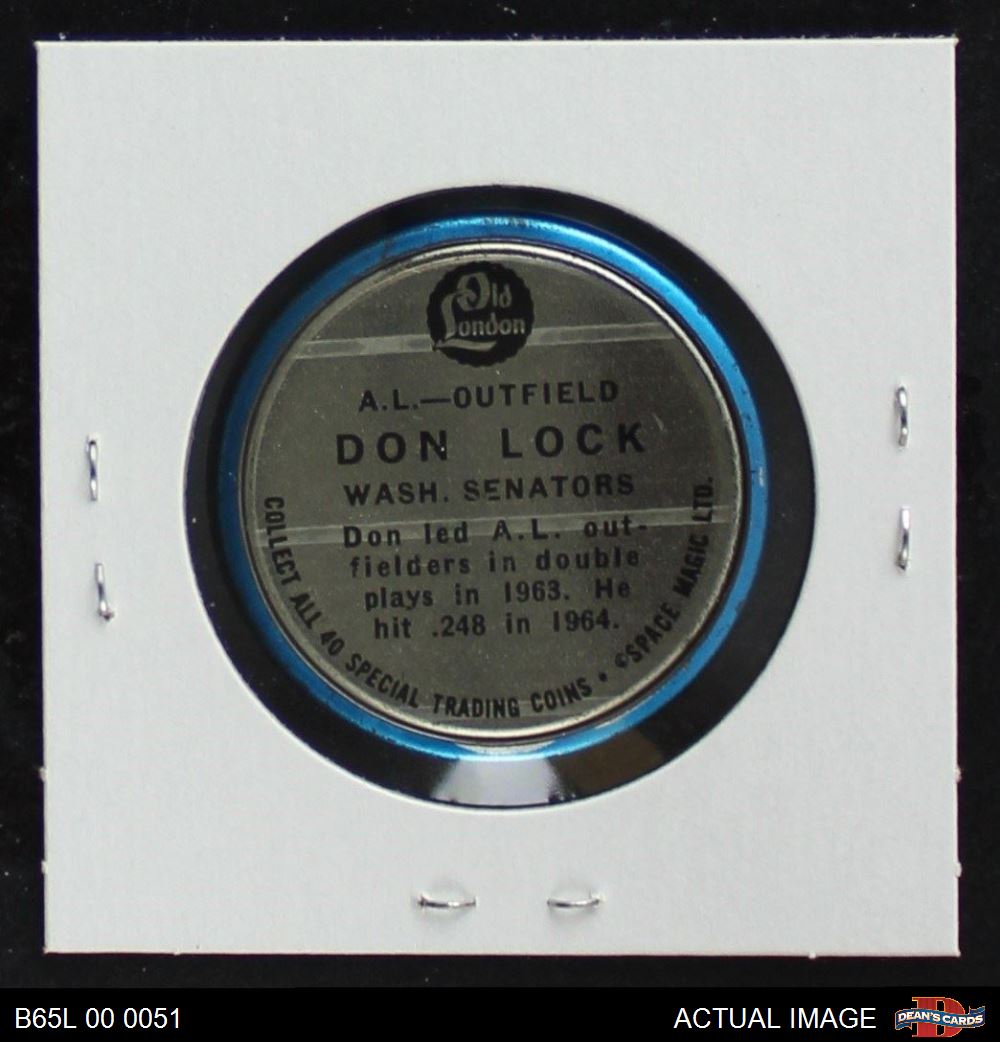 Old
London
A.L.—OUTFIELD
DON LOCK
WASH. SENATORS
Don led A.L. out-
fielders in double
plays in 1963. He
hit .248 in 1964.
COLLECT ALL 40 SPECIAL TRADING COINS • ©SPACE MAGIC LTD.
B65L 00 0051
ACTUAL IMAGE
D
DEAN'S CARDS